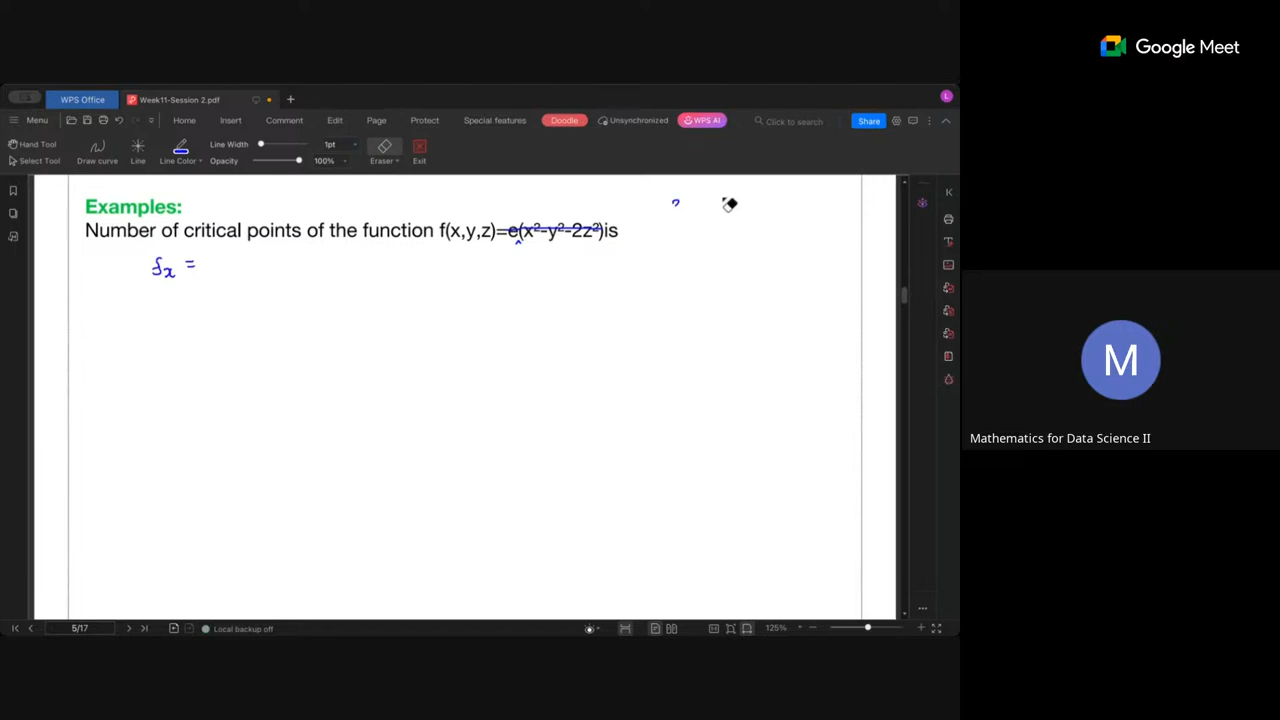 Google Meet
WPS Office
Week11-Session 2.pdf
L
Menu
Home
Insert
Comment
Edit
Page
Protect
Special features
Doodle
Unsynchronized
WPS AI
Click to search
Share
Hand Tool
Select Tool
Draw curve
Line
Line Color
Line Width
1pt
Opacity
100%
Eraser
Exit
Examples:
Number of critical points of the function f(x,y,z)=e(x²-y²-2z²)is
^
2
fx =
M
Mathematics for Data Science II
5/17
Local backup off
125%